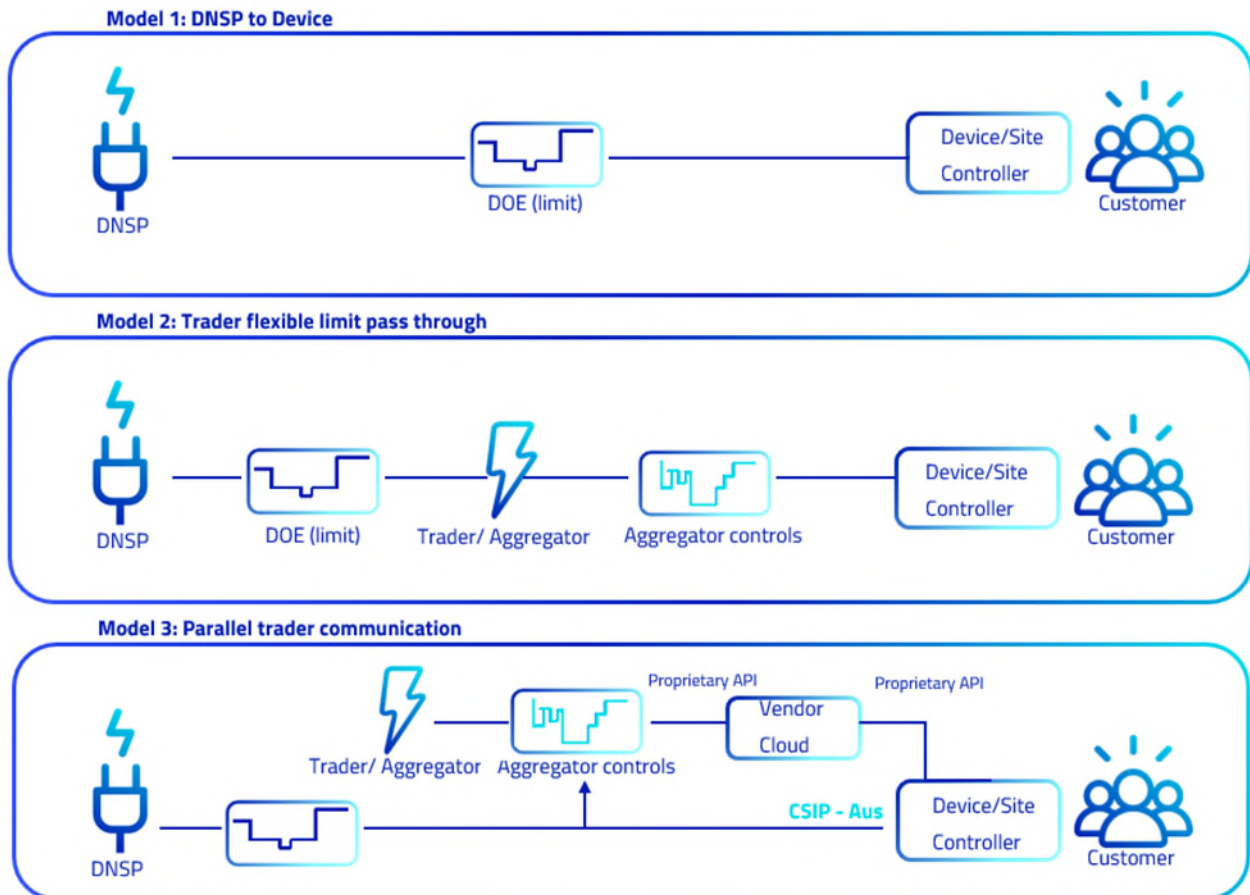 Model 1: DNSP to Device
DNSP
DOE (limit)
Device/Site
Controller
Customer
Model 2: Trader flexible limit pass through
DNSP
DOE (limit)
Trader/ Aggregator
Aggregator controls
Device/Site
Controller
Customer
Model 3: Parallel trader communication
Trader/ Aggregator
Aggregator controls
Proprietary API
Vendor
Cloud
Proprietary API
DNSP
CSIP - Aus
Device/Site
Controller
Customer